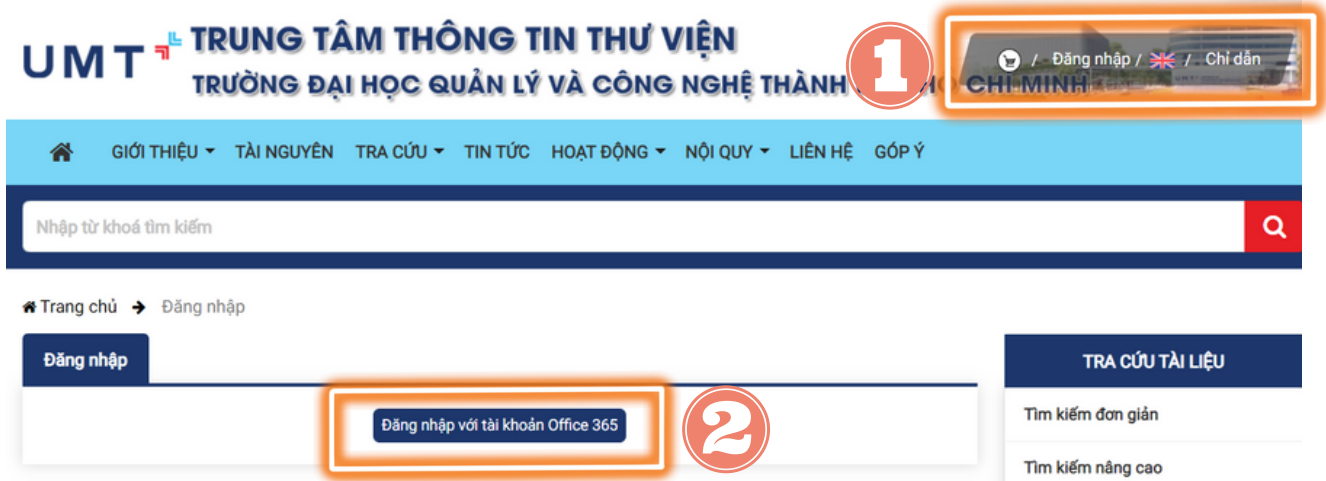 UMT
TRUNG TÂM THÔNG TIN THƯ VIỆN
TRƯỜNG ĐẠI HỌC QUẢN LÝ VÀ CÔNG NGHỆ THÀNH HO CHÍ MINH
1
/ Đăng nhập / / Chỉ dẫn
GIỚI THIỆU TÀI NGUYÊN TRA CỨU TIN TỨC HOẠT ĐỘNG NỘI QUY LIÊN HỆ GÓP Ý
Nhập từ khoá tìm kiếm
Trang chủ → Đăng nhập
Đăng nhập
Đăng nhập với tài khoản Office 365
2
TRA CỨU TÀI LIỆU
Tìm kiếm đơn giản
Tìm kiếm nâng cao